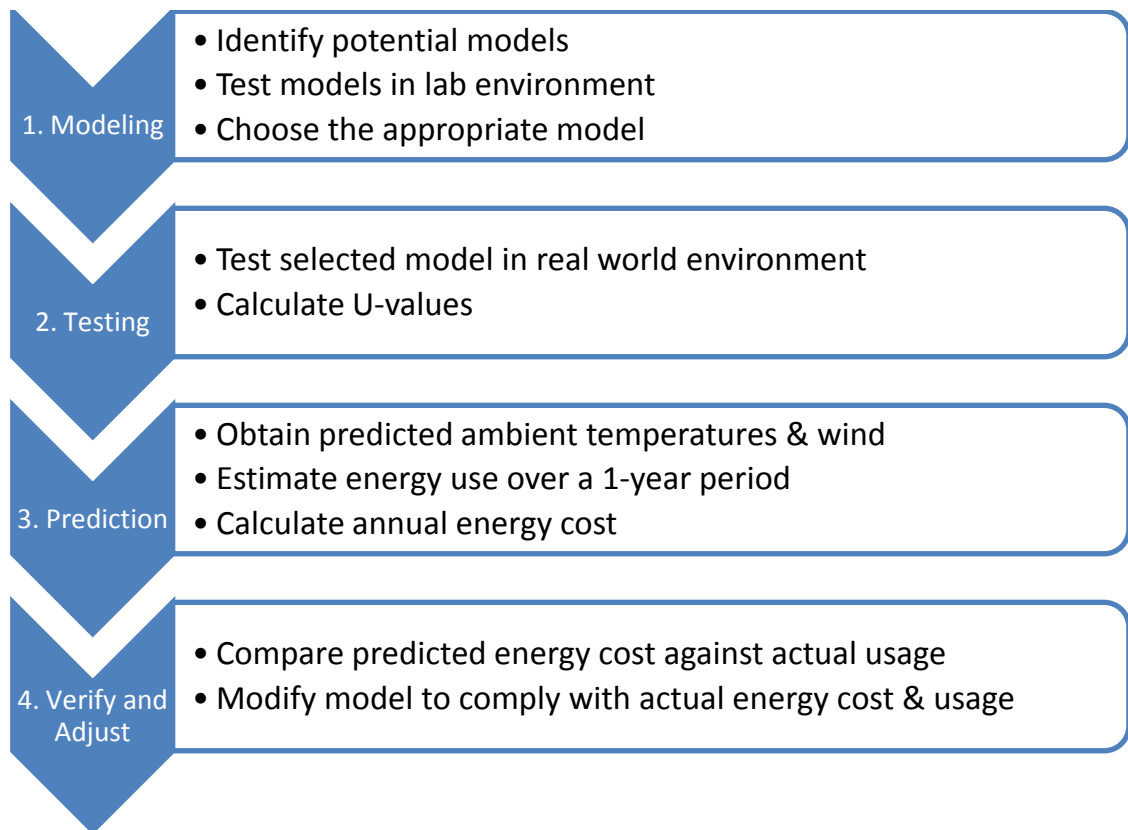 1. Modeling
• Identify potential models
• Test models in lab environment
• Choose the appropriate model
2. Testing
• Test selected model in real world environment
• Calculate U-values
3. Prediction
• Obtain predicted ambient temperatures & wind
• Estimate energy use over a 1-year period
• Calculate annual energy cost
4. Verify and
Adjust
• Compare predicted energy cost against actual usage
• Modify model to comply with actual energy cost & usage